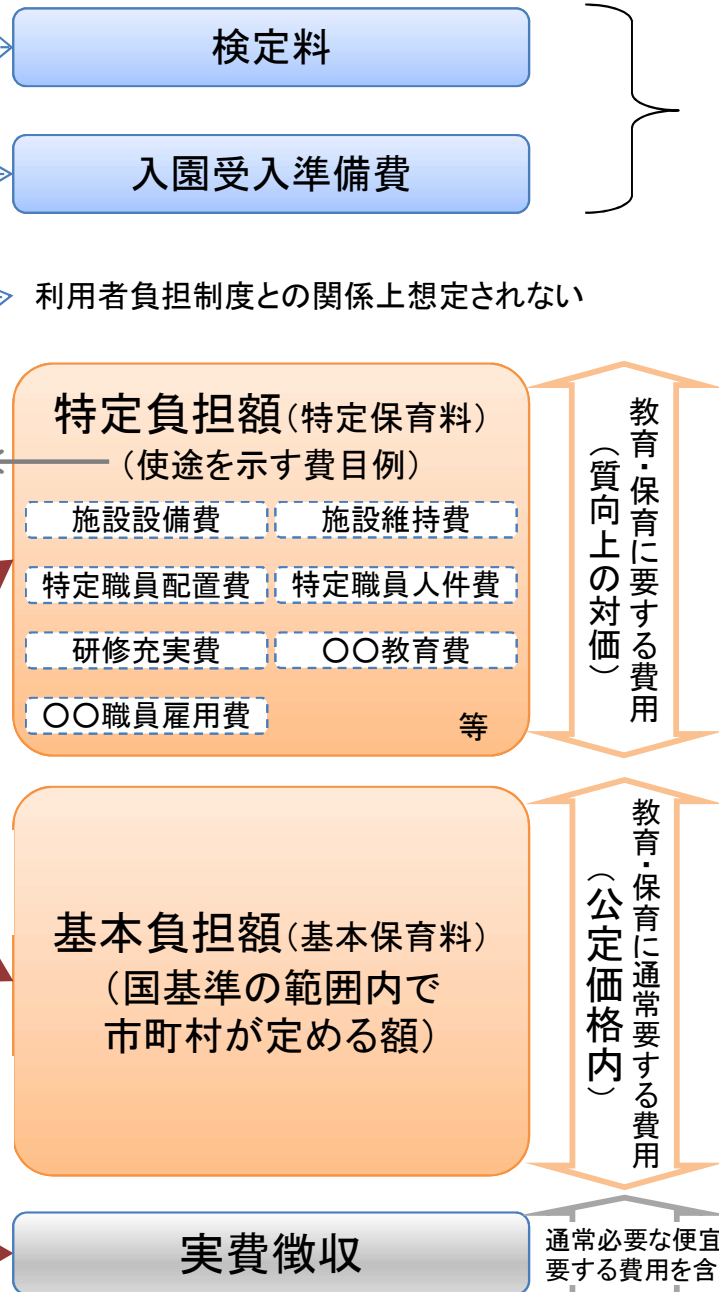 検定料
入園受入準備費
利用者負担制度との関係上想定されない
特定負担額(特定保育料)
(使途を示す費目例)
施設設備費
施設維持費
特定職員配置費
特定職員人件費
研修充実費
〇〇教育費
〇〇職員雇用費
等
教育・保育に要する費用
(質向上の対価)
基本負担額(基本保育料)
(国基準の範囲内で
市町村が定める額)
教育・保育に通常要する費用
(公定価格内)
実費徴収
通常必要な便宜
要する費用を含